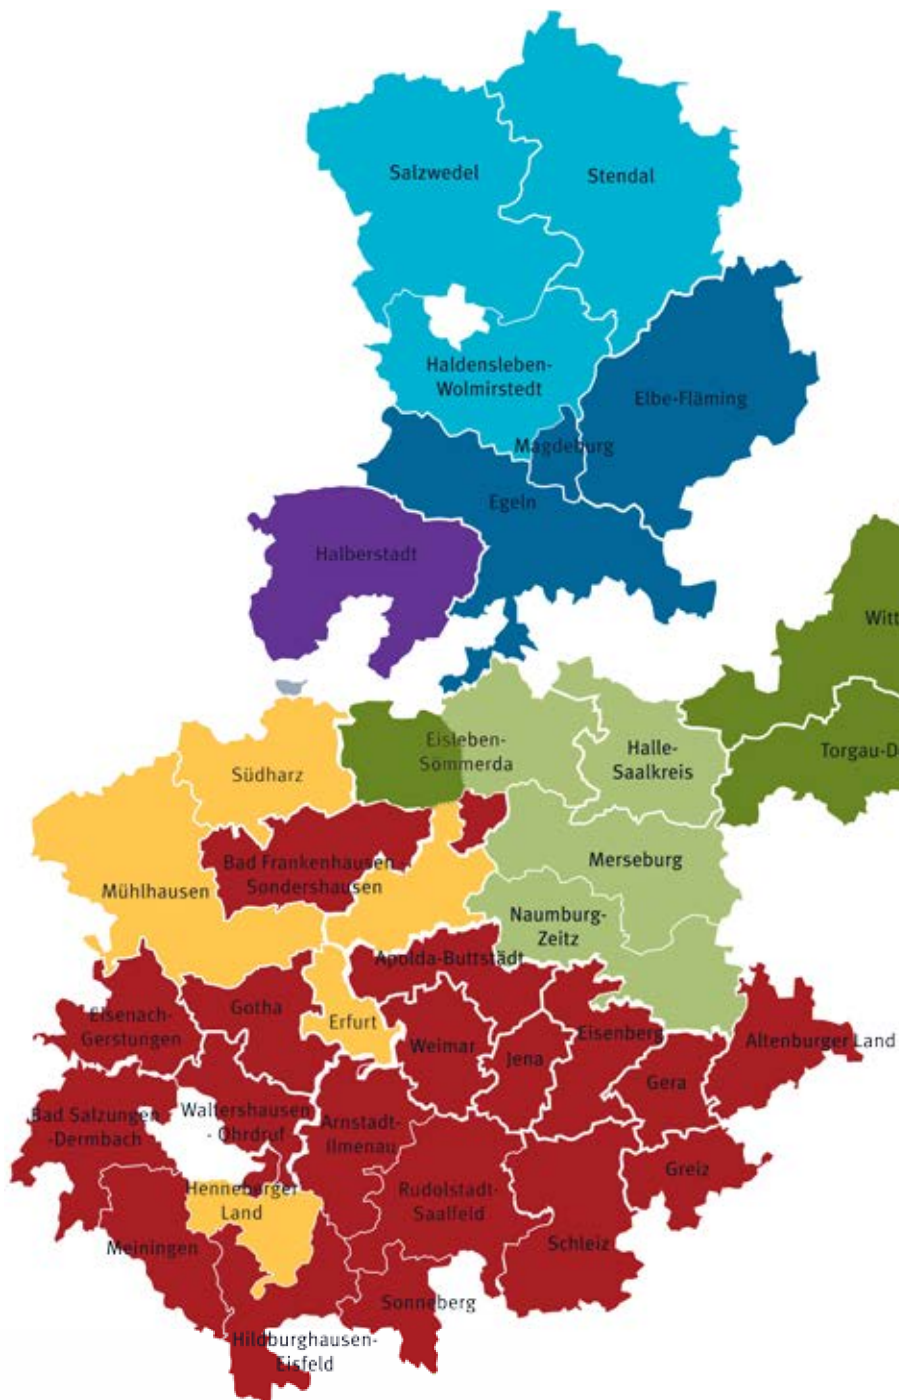 Salzwedel
Stendal
Haldensleben-
Wolmirstedt
Elbe-Fläming
Magdeburg
Egeln
Halberstadt
Witt
Eisleben-
Sömmerda
Halle-
Saalkreis
Torgau-D
Südharz
Bad Frankenhausen -
Sondershausen
Merseburg
Mühlhausen
Naumburg-
Zeitz
Apolda-Buttstädt
Eisenach-
Gerstungen
Gotha
Erfurt
Weimar
Jena
Eisenberg
Gera
Altenburger Land
Bad Salzungen
-Dermbach
Waltershausen
- Ohrdruf
Arnstadt-
Ilmenau
Greiz
Henneberger
Land
Rudolstadt-
Saalfeld
Schleiz
Meiningen
Sonneberg
Hildburghausen-
Eisfeld